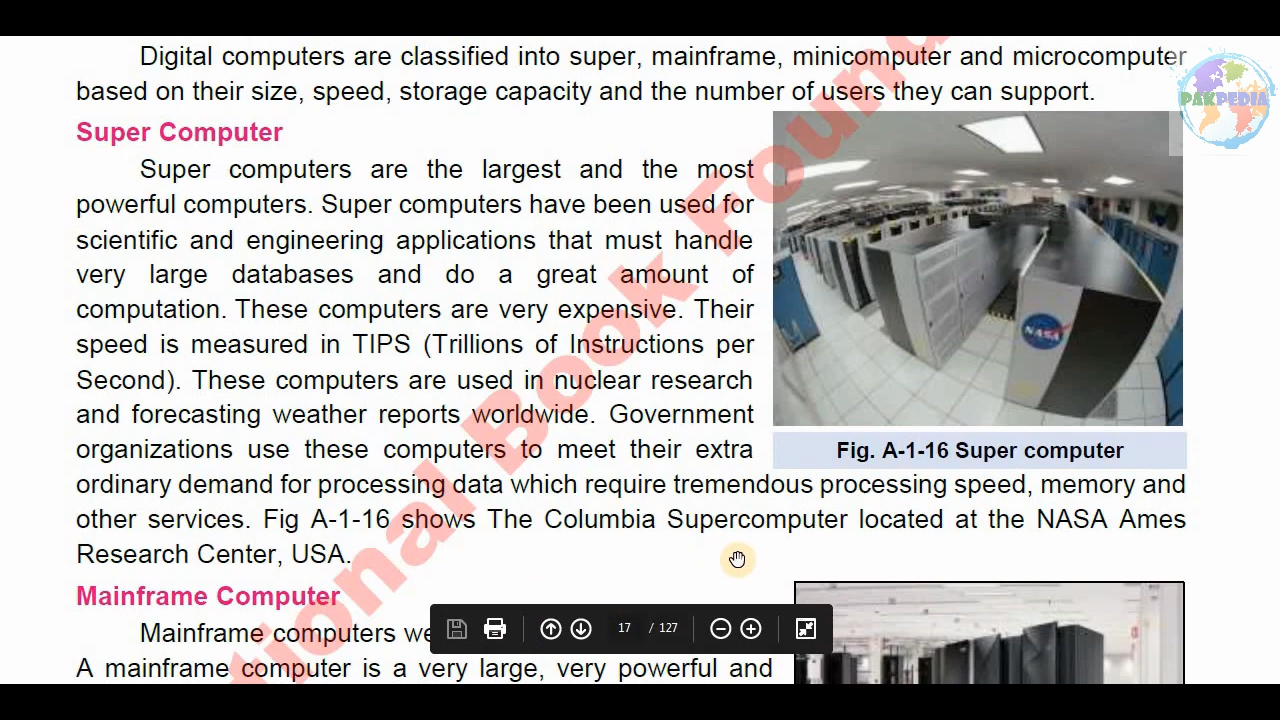 Digital computers are classified into super, mainframe, minicomputer and microcomputer
based on their size, speed, storage capacity and the number of users they can support.
PAKPEDIA
Super Computer
Super computers are the largest and the most
powerful computers. Super computers have been used for
scientific and engineering applications that must handle
very large databases and do a great amount of
computation. These computers are very expensive. Their
speed is measured in TIPS (Trillions of Instructions per
Second). These computers are used in nuclear research
and forecasting weather reports worldwide. Government
organizations use these computers to meet their extra
NASA
Fig. A-1-16 Super computer
ordinary demand for processing data which require tremendous processing speed, memory and
other services. Fig A-1-16 shows The Columbia Supercomputer located at the NASA Ames
Research Center, USA.
Mainframe Computer
Mainframe computers we
A mainframe computer is a very large, very powerful and
17 / 127
tional Book Found